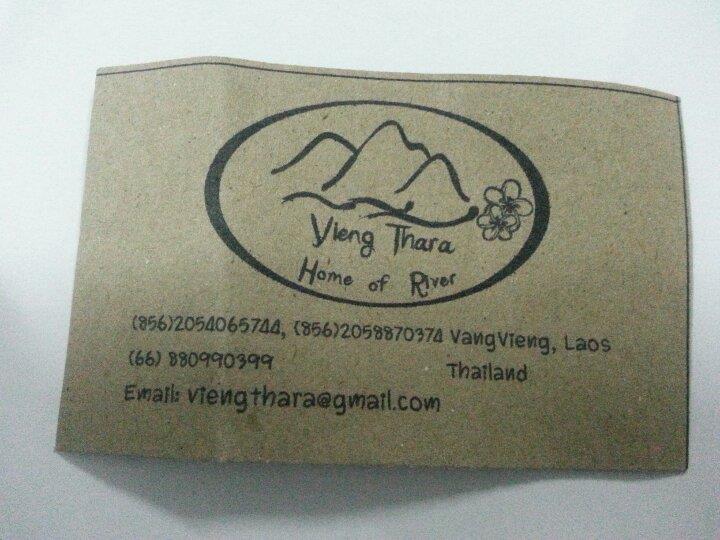 Vieng Thara
Home of River
(856)2054065744, (856)2058870374 VangVieng, Laos
(66) 880990399 Thailand
Email: viengthara@gmail.com